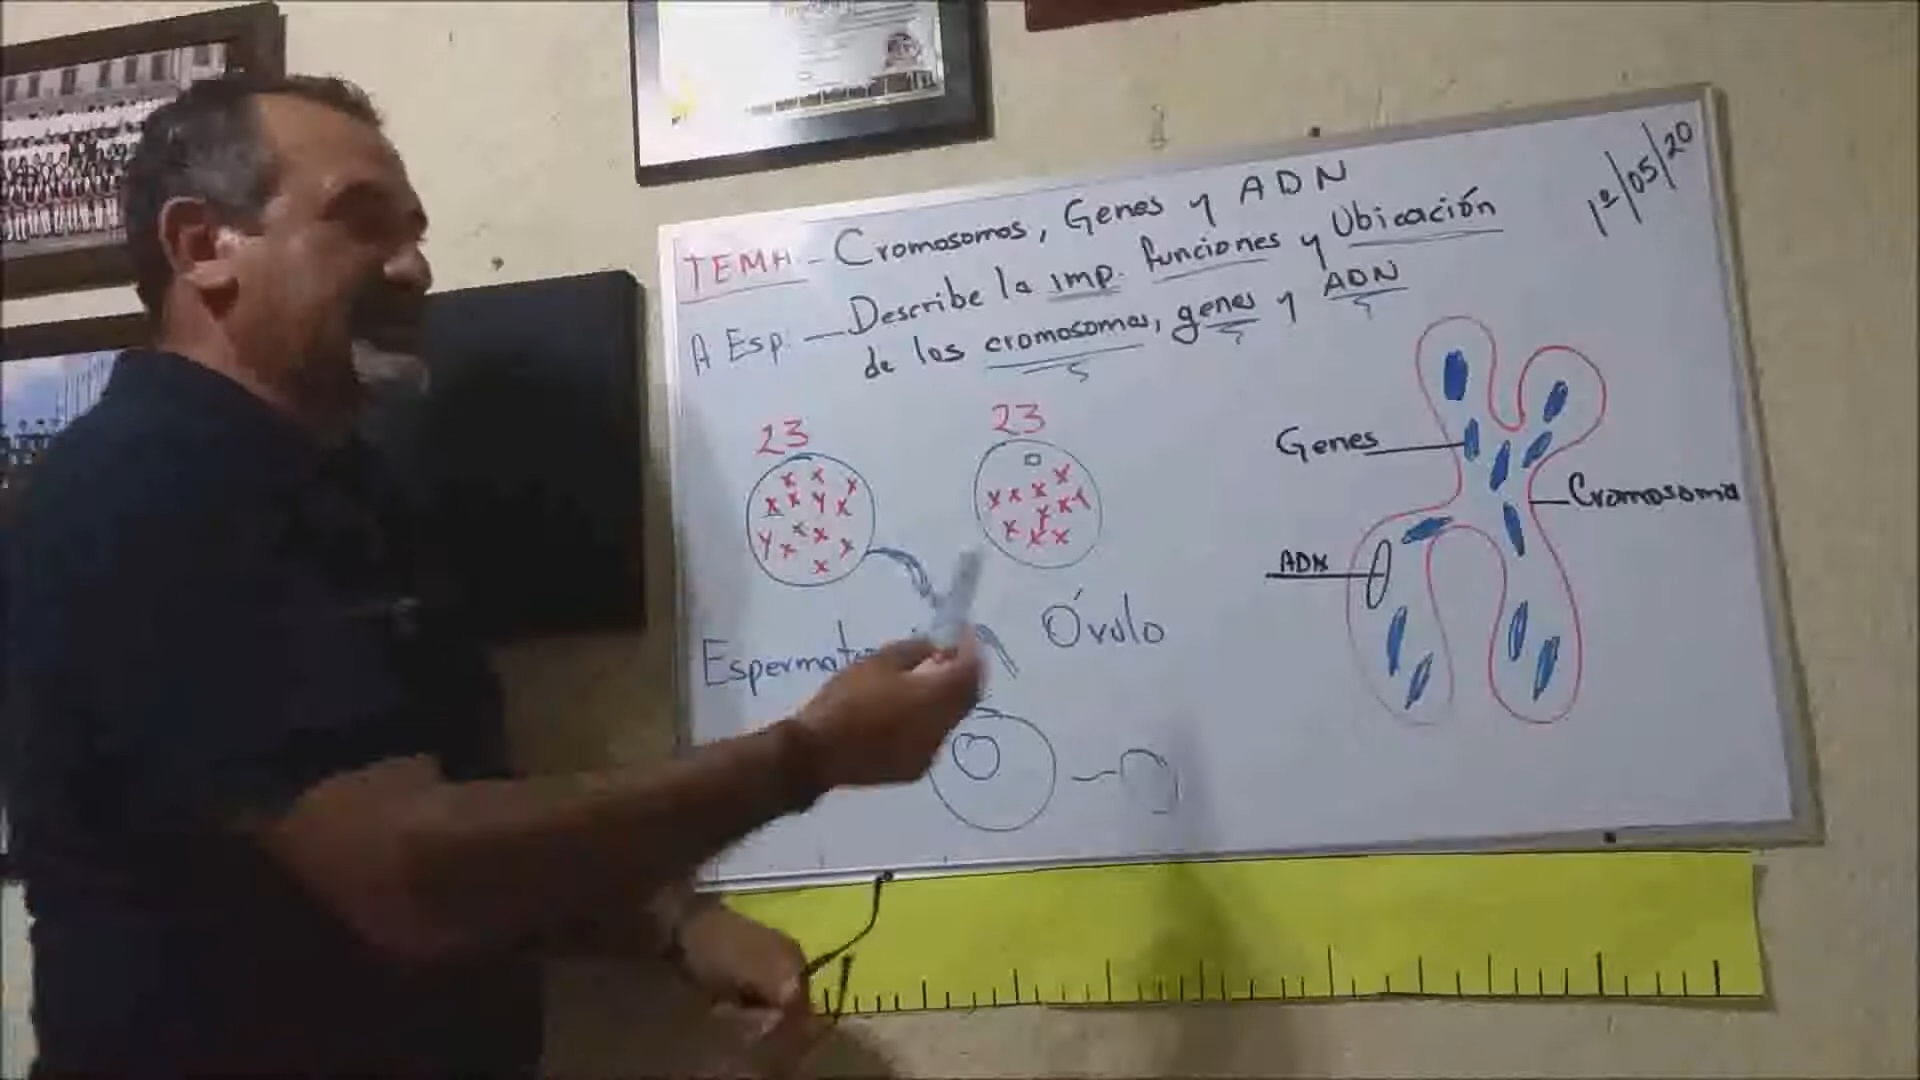 TEMA.- Cromosomas, Genes y ADN
1º/05/20
A Esp:- Describe la imp. funciones y Ubicación
de los cromosomas, genes y ADN
23
23
Genes
Cromosoma
ADN
Óvulo